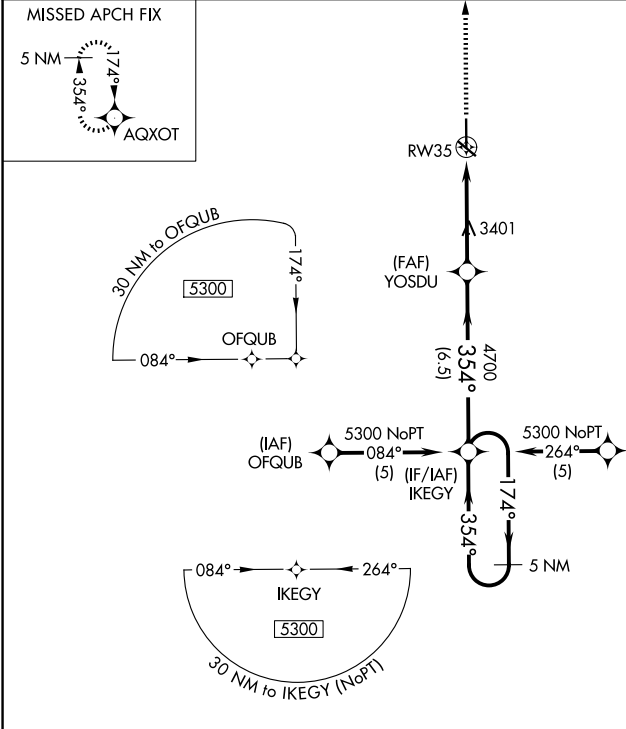 MISSED APCH FIX
5 NM
174°
354°
AQXOT
RW35
3401
30 NM to OFQUB
5300
174°
OFQUB
084°
(FAF)
YOSDU
4700
354°
(6.5)
(IAF)
OFQUB
5300 NoPT
084°
(5)
(IF/IAF)
IKEGY
5300 NoPT
264°
(5)
174°
354°
5 NM
084°
264°
IKEGY
5300
30 NM to IKEGY (NoPT)